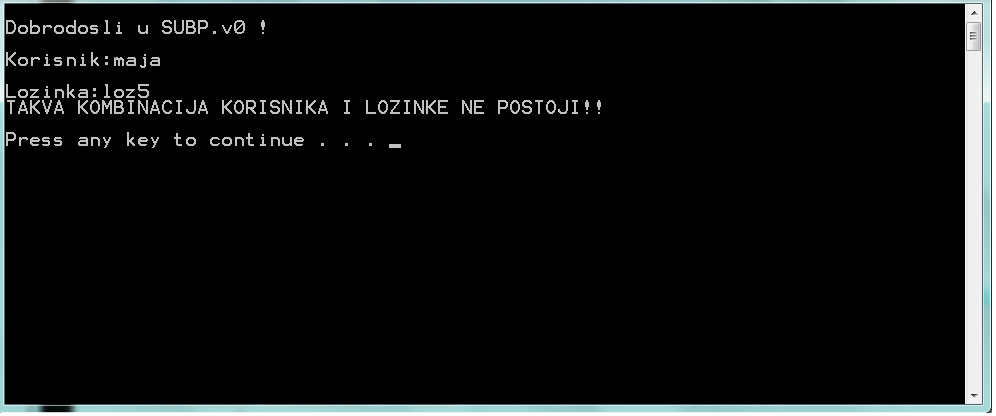 Dobrodosli u SUBP.v0 !
Korisnik:maja
Lozinka:loz5
TAKVA KOMBINACIJA KORISNIKA I LOZINKE NE POSTOJI!!
Press any key to continue . . .